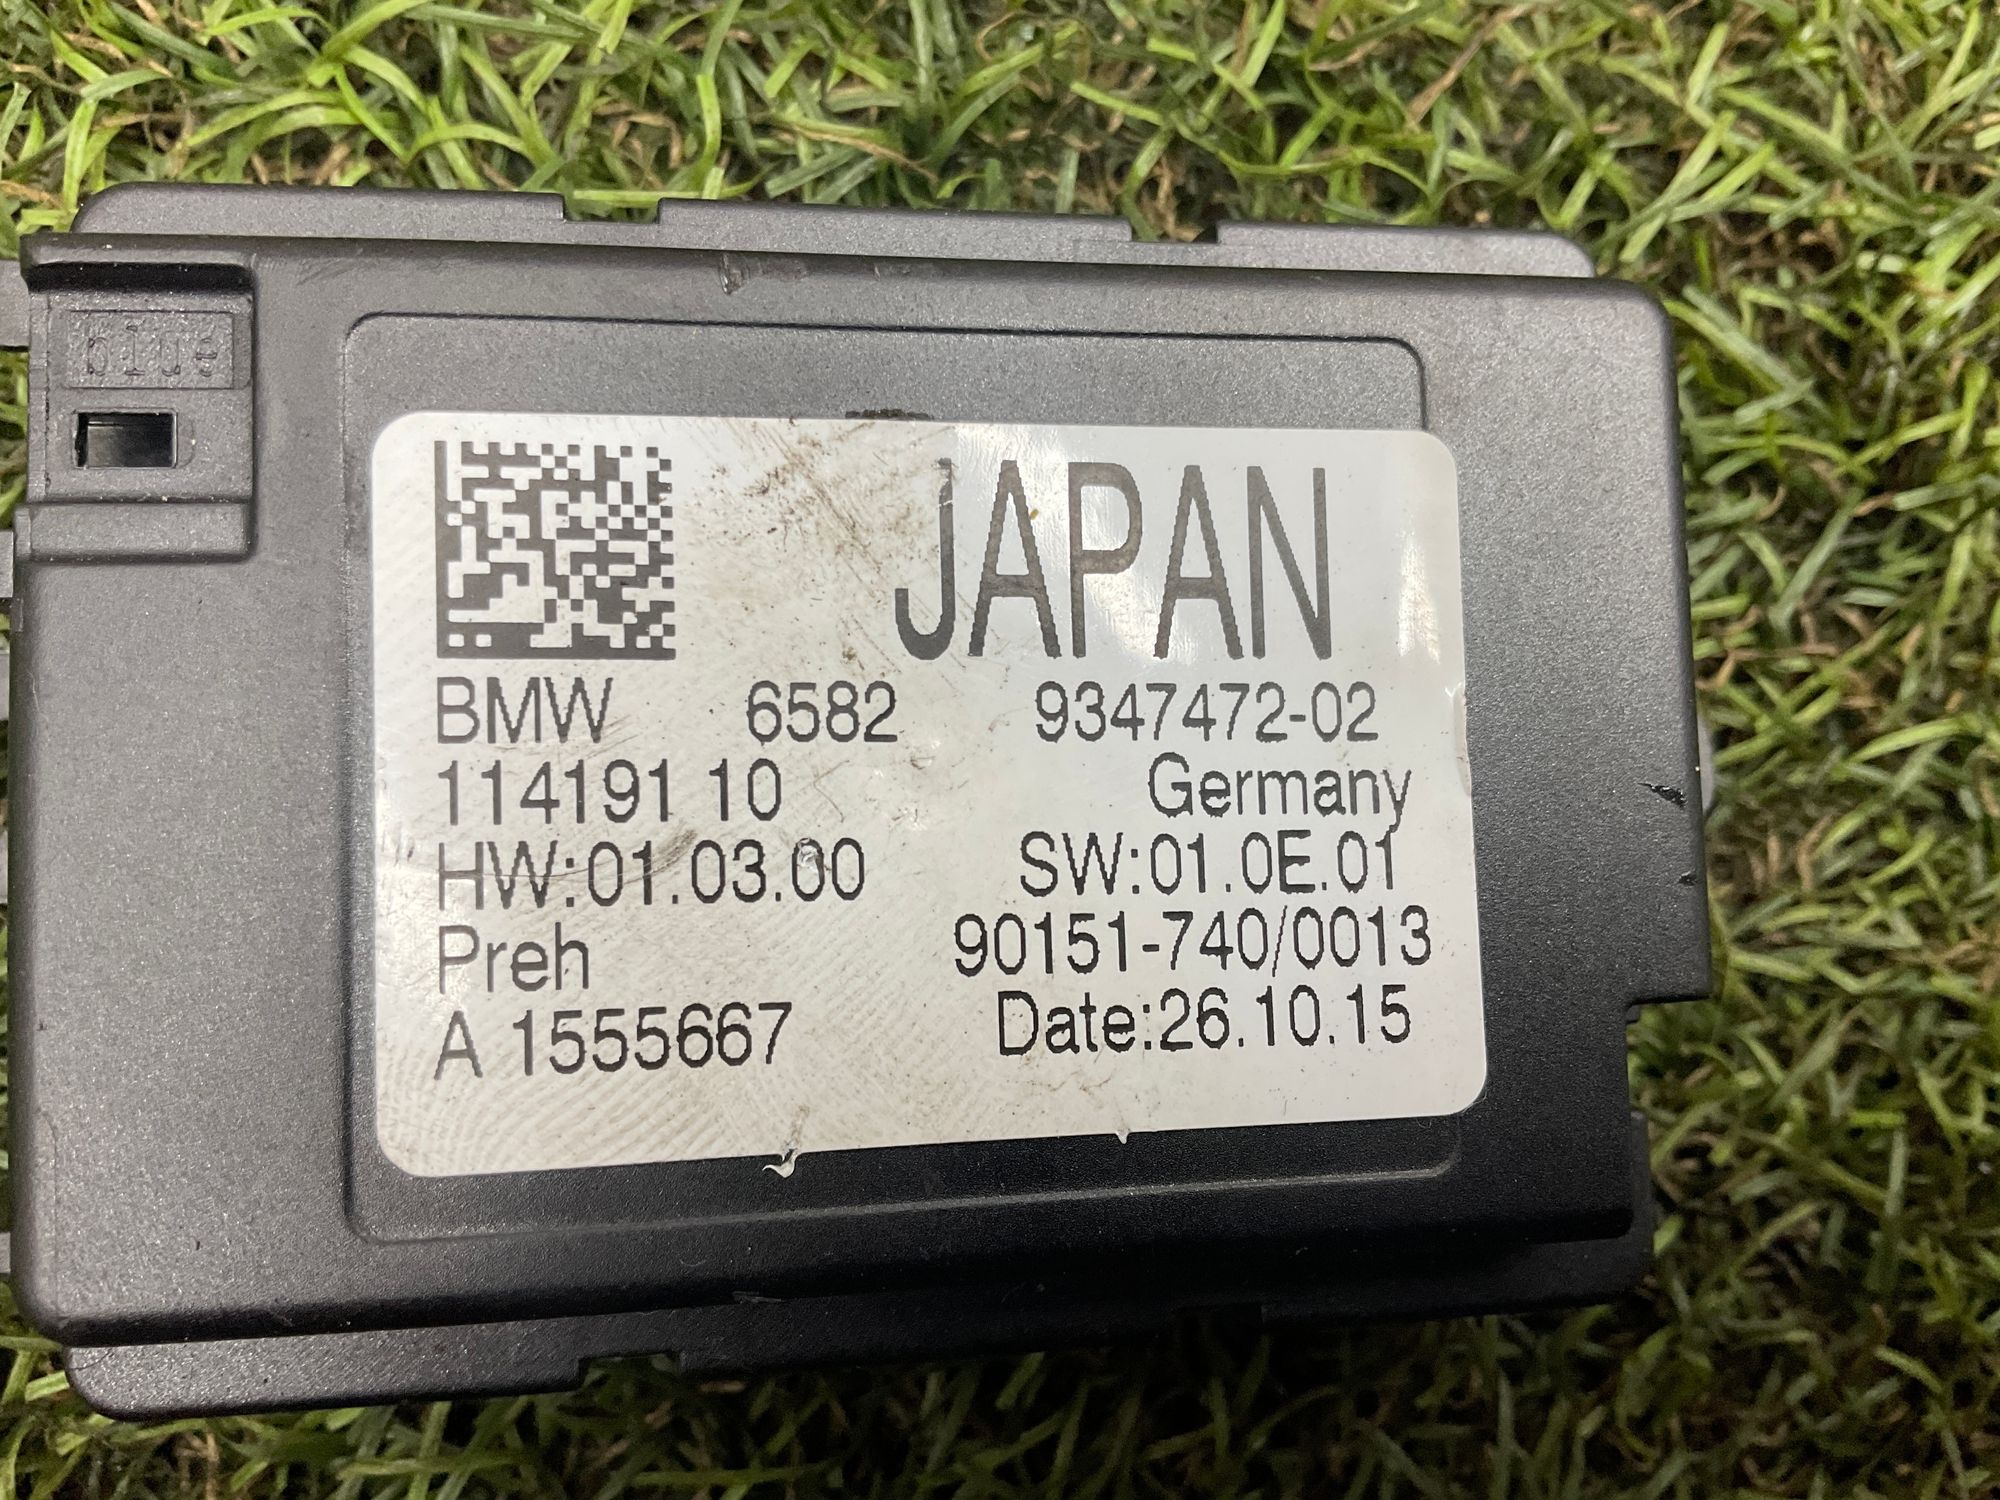 blue
JAPAN
BMW 6582 9347472-02
114191 10 Germany
HW:01.03.00 SW:01.0E.01
Preh 90151-740/0013
A 1555667 Date:26.10.15